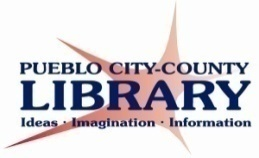 PUEBLO CITY-COUNTY
LIBRARY
Ideas · Imagination · Information